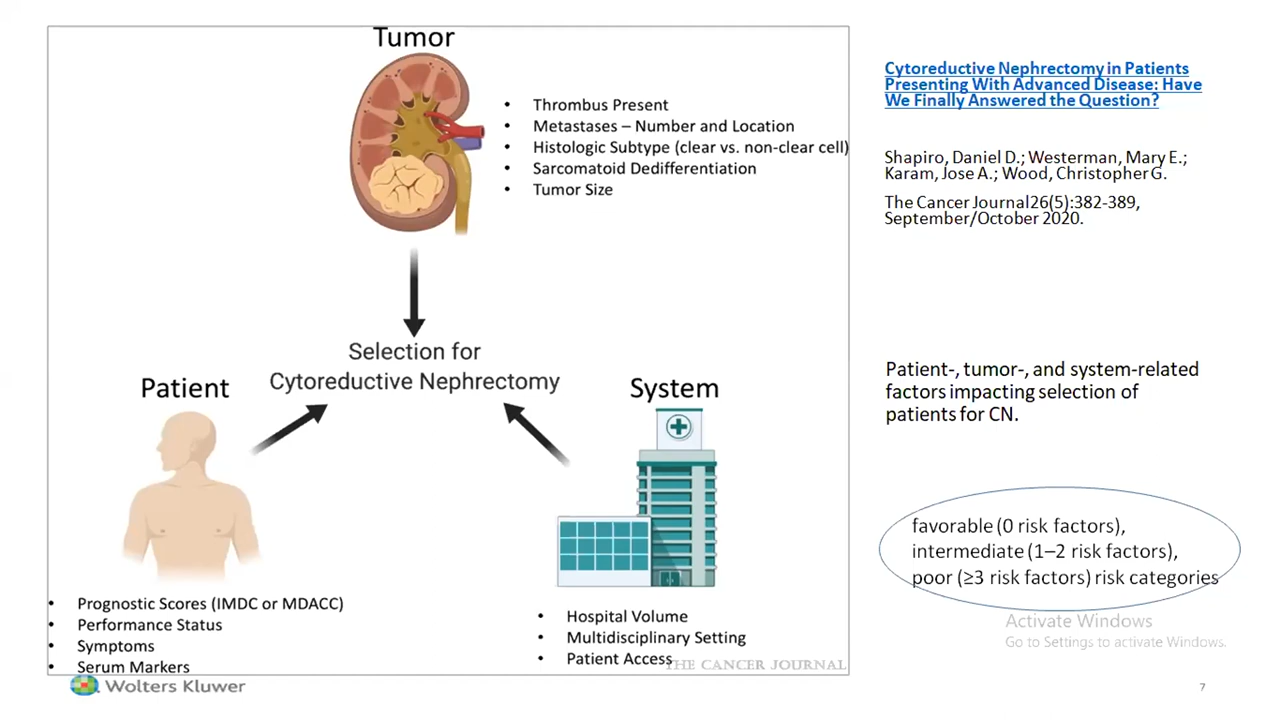 Tumor
• Thrombus Present
• Metastases – Number and Location
• Histologic Subtype (clear vs. non-clear cell)
• Sarcomatoid Dedifferentiation
• Tumor Size
Selection for
Cytoreductive Nephrectomy
Patient
• Prognostic Scores (IMDC or MDACC)
• Performance Status
• Symptoms
• Serum Markers
System
• Hospital Volume
• Multidisciplinary Setting
• Patient Access
THE CANCER JOURNAL
Wolters Kluwer
Cytoreductive Nephrectomy in Patients
Presenting With Advanced Disease: Have
We Finally Answered the Question?
Shapiro, Daniel D.; Westerman, Mary E.;
Karam, Jose A.; Wood, Christopher G.
The Cancer Journal26(5):382-389,
September/October 2020.
Patient-, tumor-, and system-related
factors impacting selection of
patients for CN.
favorable (0 risk factors),
intermediate (1–2 risk factors),
poor (≥3 risk factors) risk categories
Activate Windows
Go to Settings to activate Windows.
7